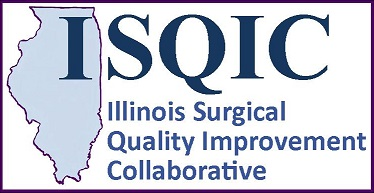 ISQIC
Illinois Surgical
Quality Improvement
Collaborative